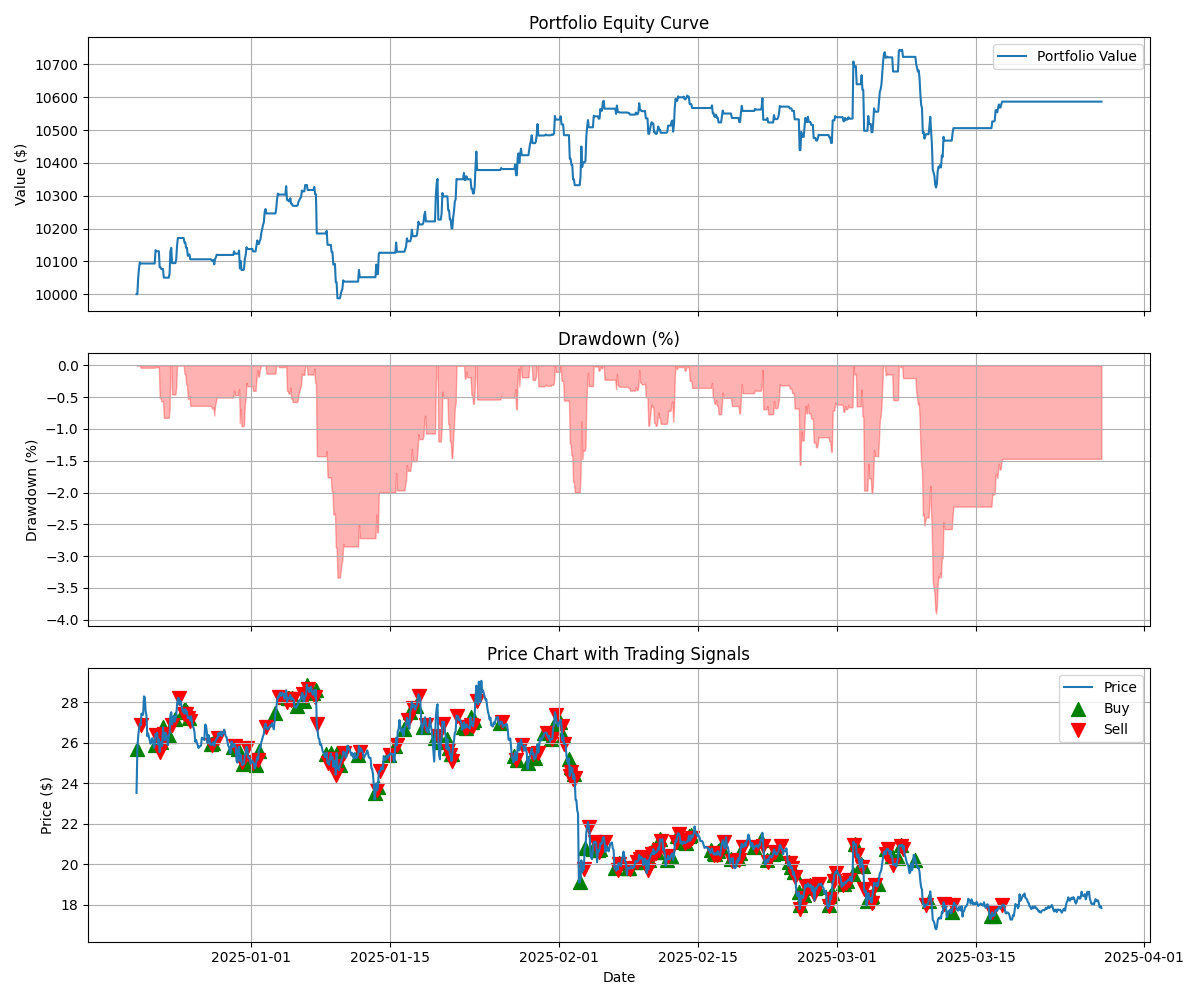 Portfolio Equity Curve
Value ($)
10700
10600
10500
10400
10300
10200
10100
10000
Portfolio Value
Drawdown (%)
Drawdown (%)
0.0
−0.5
−1.0
−1.5
−2.0
−2.5
−3.0
−3.5
−4.0
Price Chart with Trading Signals
Price ($)
28
26
24
22
20
18
Price
Buy
Sell
2025-01-01
2025-01-15
2025-02-01
2025-02-15
2025-03-01
2025-03-15
2025-04-01
Date